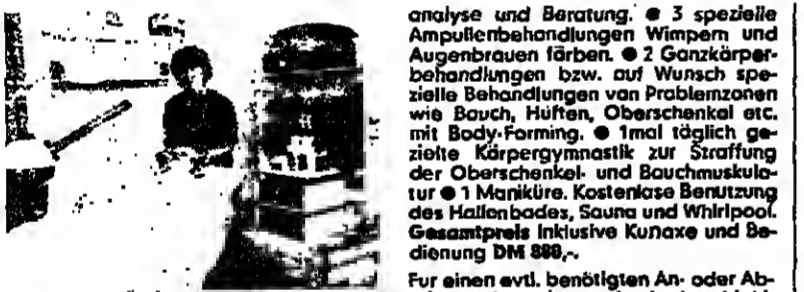 analyse und Beratung. ● 3 spezielle
Ampullenbehandlungen Wimpern und
Augenbrauen färben. ● 2 Ganzkörper-
behandlungen bzw. auf Wunsch spe-
zielle Behandlungen von Problemzonen
wie Bauch, Hüften, Oberschenkel etc.
mit Body-Forming. ● 1mal täglich ge-
zielte Körpergymnastik zur Straffung
der Oberschenkel- und Bauchmuskula-
tur ● 1 Maniküre. Kostenlose Benutzung
des Hallenbades, Sauna und Whirlpool.
Gesamtpreis inklusive Kurtaxe und Be-
dienung DM 888,-.
Für einen evtl. benötigten An- oder Ab-